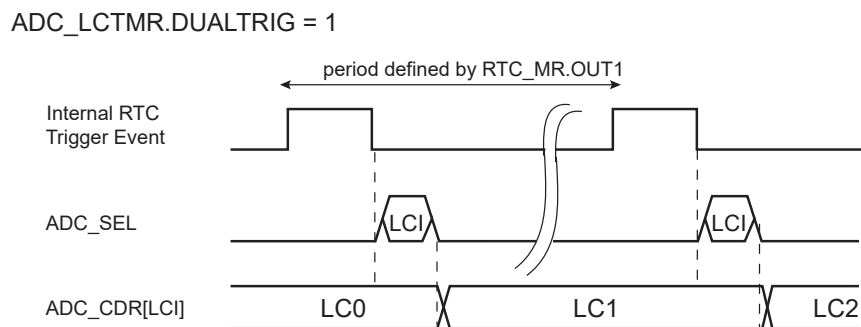 ADC_LCTMR.DUALTRIG = 1
period defined by RTC_MR.OUT1
Internal RTC
Trigger Event
ADC_SEL
LCI
LCI
ADC_CDR[LCI]
LC0
LC1
LC2